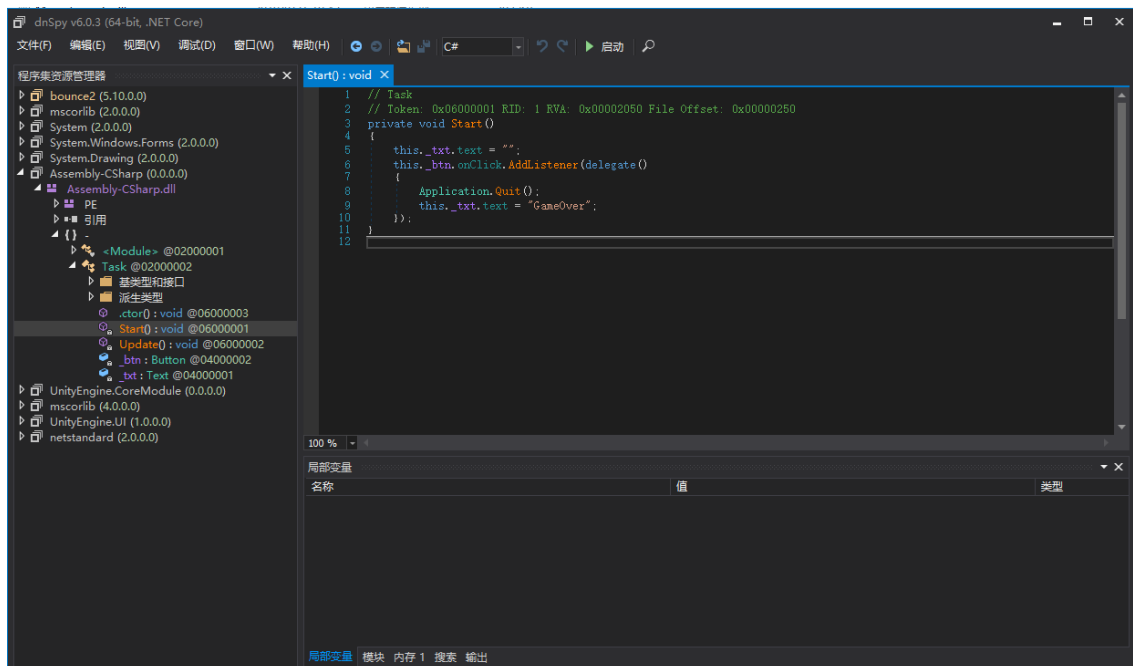 dnSpy v6.0.3 (64-bit, .NET Core)
文件(F) 编辑(E) 视图(V) 调试(D) 窗口(W) 帮助(H) C# 启动
程序集资源管理器
bounce2 (5.10.0.0)
mscorlib (2.0.0.0)
System (2.0.0.0)
System.Windows.Forms (2.0.0.0)
System.Drawing (2.0.0.0)
Assembly-CSharp (0.0.0.0)
Assembly-CSharp.dll
PE
引用
{} -
<Module> @02000001
Task @02000002
基类型和接口
派生类型
.ctor() : void @06000003
Start() : void @06000001
Update() : void @06000002
_btn : Button @04000002
_txt : Text @04000001
UnityEngine.CoreModule (0.0.0.0)
mscorlib (4.0.0.0)
UnityEngine.UI (1.0.0.0)
netstandard (2.0.0.0)
Start() : void
1 // Task
2 // Token: 0x06000001 RID: 1 RVA: 0x00002050 File Offset: 0x00000250
3 private void Start()
4 {
5 this._txt.text = "";
6 this._btn.onClick.AddListener(delegate()
7 {
8 Application.Quit();
9 this._txt.text = "GameOver";
10 });
11 }
12
100 %
局部变量
名称 值 类型
局部变量 模块 内存 1 搜索 输出